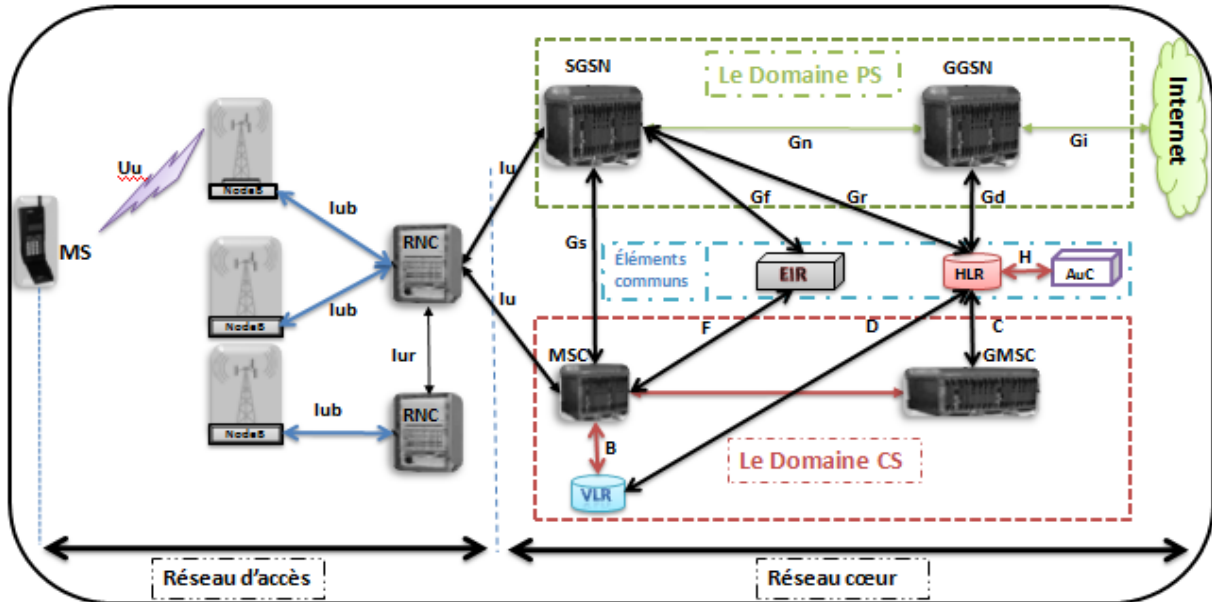 SGSN
Le Domaine PS
GGSN
Internet
Uu
Iu
Gn
Gi
NodeB
MS
Iub
RNC
Gf
Gr
Gd
Gs
Éléments
communs
EIR
HLR
H
AuC
Iub
NodeB
Iu
F
D
C
MSC
GMSC
Iur
Iub
RNC
NodeB
B
Le Domaine CS
VLR
Réseau d'accès
Réseau cœur